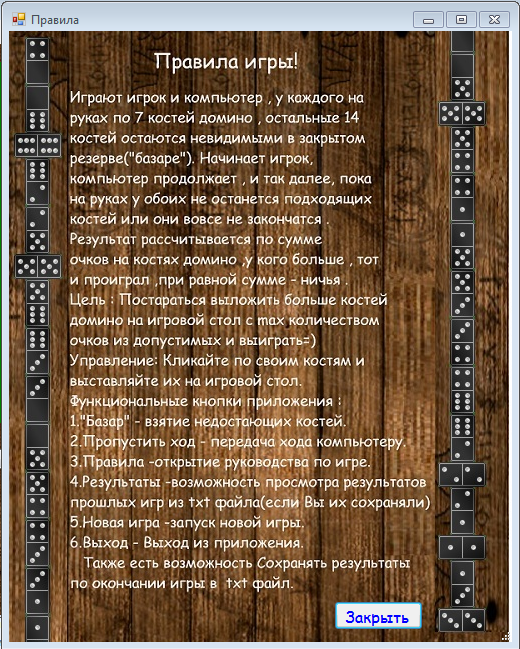 Правила
Правила игры!
Играют игрок и компьютер , у каждого на
руках по 7 костей домино , остальные 14
костей остаются невидимыми в закрытом
резерве("базаре"). Начинает игрок,
компьютер продолжает , и так далее, пока
на руках у обоих не останется подходящих
костей или они вовсе не закончатся .
Результат рассчитывается по сумме
очков на костях домино ,у кого больше , тот
и проиграл ,при равной сумме - ничья .
Цель : Постараться выложить больше костей
домино на игровой стол с max количеством
очков из допустимых и выиграть=)
Управление: Кликайте по своим костям и
выставляйте их на игровой стол.
Функциональные кнопки приложения :
1."Базар" - взятие недостающих костей.
2.Пропустить ход - передача хода компьютеру.
3.Правила -открытие руководства по игре.
4.Результаты -возможность просмотра результатов
прошлых игр из txt файла(если Вы их сохраняли)
5.Новая игра -запуск новой игры.
6.Выход - Выход из приложения.
Также есть возможность Сохранять результаты
по окончании игры в txt файл.
Закрыть